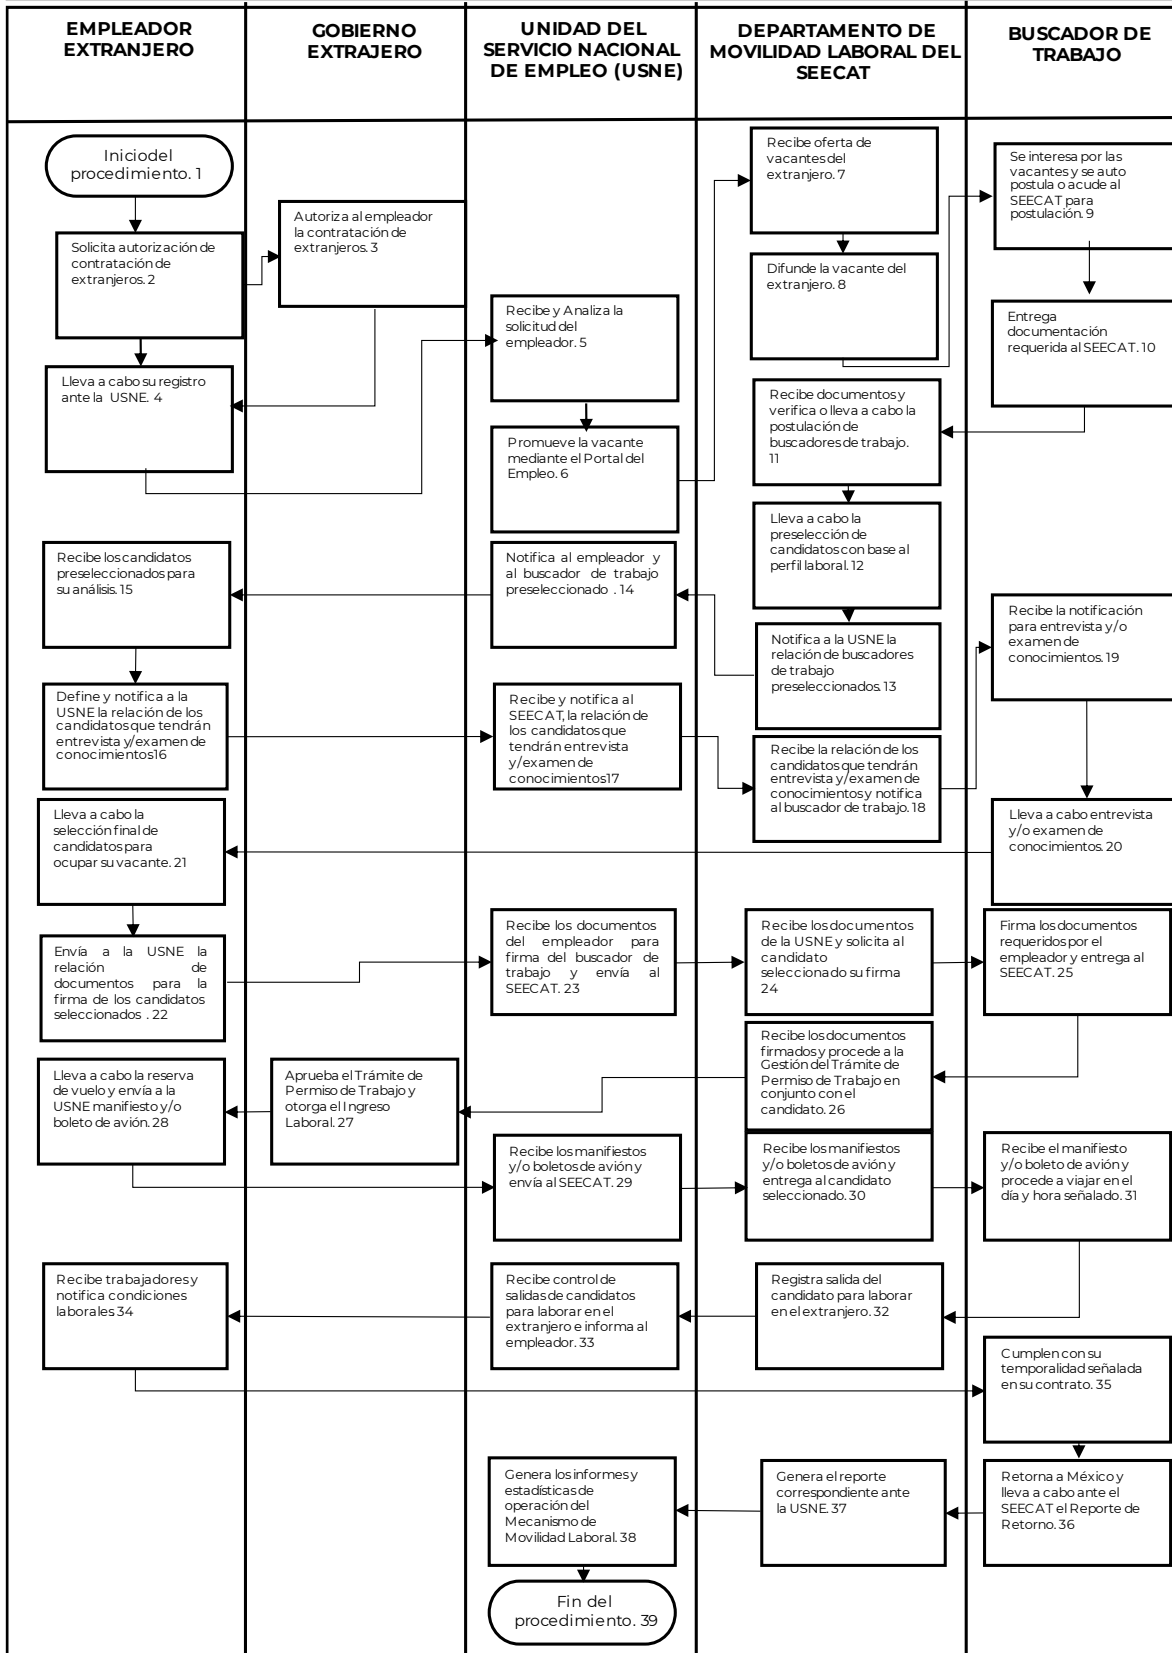 EMPLEADOR
EXTRANJERO
GOBIERNO
EXTRAJERO
UNIDAD DEL
SERVICIO NACIONAL
DE EMPLEO (USNE)
DEPARTAMENTO DE
MOVILIDAD LABORAL DEL
SEECAT
BUSCADOR DE
TRABAJO
Iniciodel
procedimiento. 1
Solicita autorización de
contratación de
extranjeros. 2
Autoriza al empleador
la contratación de
extranjeros. 3
Lleva a cabo su registro
ante la USNE. 4
Recibe y Analiza la
solicitud del
empleador. 5
Promueve la vacante
mediante el Portal del
Empleo. 6
Recibe oferta de
vacantes del
extranjero. 7
Difunde la vacante del
extranjero. 8
Se interesa por las
vacantes y se auto
postula o acude al
SEECAT para
postulación. 9
Entrega
documentación
requerida al SEECAT. 10
Recibe documentos y
verifica o lleva a cabo la
postulación de
buscadores de trabajo.
11
Lleva a cabo la
preselección de
candidatos con base al
perfil laboral. 12
Notifica a la USNE la
relación de buscadores
de trabajo
preseleccionados. 13
Notifica al empleador y
al buscador de trabajo
preseleccionado . 14
Recibe los candidatos
preseleccionados para
su análisis. 15
Define y notifica a la
USNE la relación de los
candidatos que tendrán
entrevista y/examen de
conocimientos16
Recibe y notifica al
SEECAT, la relación de
los candidatos que
tendrán entrevista
y/examen de
conocimientos17
Recibe la relación de los
candidatos que tendrán
entrevista y/examen de
conocimientos y notifica
al buscador de trabajo. 18
Recibe la notificación
para entrevista y/o
examen de
conocimientos. 19
Lleva a cabo entrevista
y/o examen de
conocimientos. 20
Lleva a cabo la
selección final de
candidatos para
ocupar su vacante. 21
Envía a la USNE la
relación de
documentos para la
firma de los candidatos
seleccionados . 22
Recibe los documentos
del empleador para
firma del buscador de
trabajo y envía al
SEECAT. 23
Recibe los documentos
de la USNE y solicita al
candidato
seleccionado su firma
24
Firma los documentos
requeridos por el
empleador y entrega al
SEECAT. 25
Recibe los documentos
firmados y procede a la
Gestión del Trámite de
Permiso de Trabajo en
conjunto con el
candidato. 26
Aprueba el Trámite de
Permiso de Trabajo y
otorga el Ingreso
Laboral. 27
Lleva a cabo la reserva
de vuelo y envía a la
USNE manifiesto y/o
boleto de avión. 28
Recibe los manifiestos
y/o boletos de avión y
envía al SEECAT. 29
Recibe los manifiestos
y/o boletos de avión y
entrega al candidato
seleccionado. 30
Recibe el manifiesto
y/o boleto de avión y
procede a viajar en el
día y hora señalado. 31
Registra salida del
candidato para laborar
en el extranjero. 32
Recibe control de
salidas de candidatos
para laborar en el
extranjero e informa al
empleador. 33
Recibe trabajadores y
notifica condiciones
laborales 34
Cumplen con su
temporalidad señalada
en su contrato. 35
Retorna a México y
lleva a cabo ante el
SEECAT el Reporte de
Retorno. 36
Genera el reporte
correspondiente ante
la USNE. 37
Genera los informes y
estadísticas de
operación del
Mecanismo de
Movilidad Laboral. 38
Fin del
procedimiento. 39